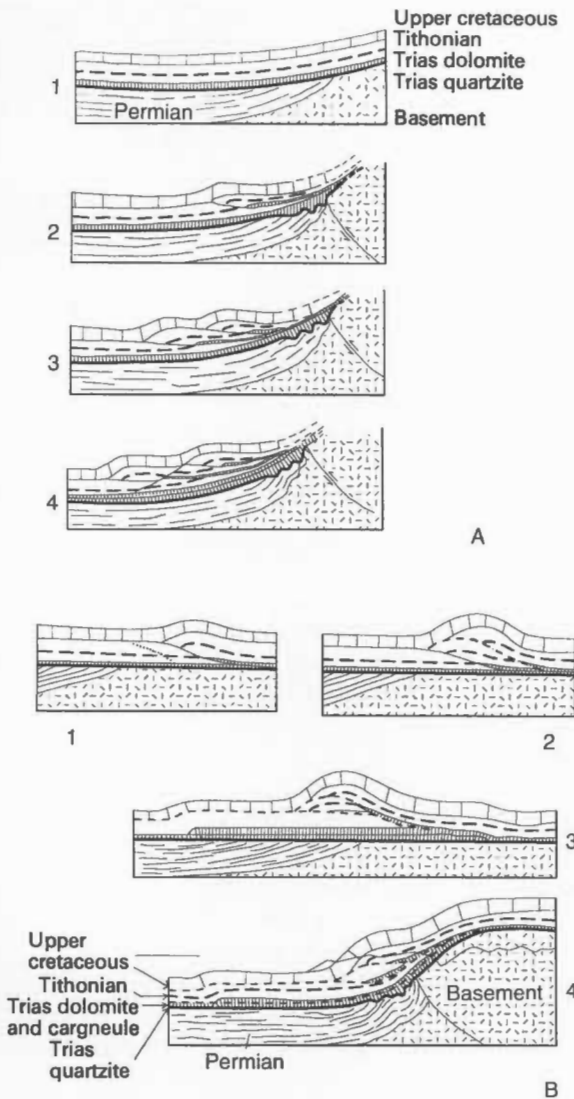 Upper cretaceous
Tithonian
Trias dolomite
Trias quartzite
1
Permian
Basement
2
3
4
A
1
2
3
Upper
cretaceous
Tithonian
Trias dolomite
and cargneule
Trias
quartzite
Basement
4
Permian
B